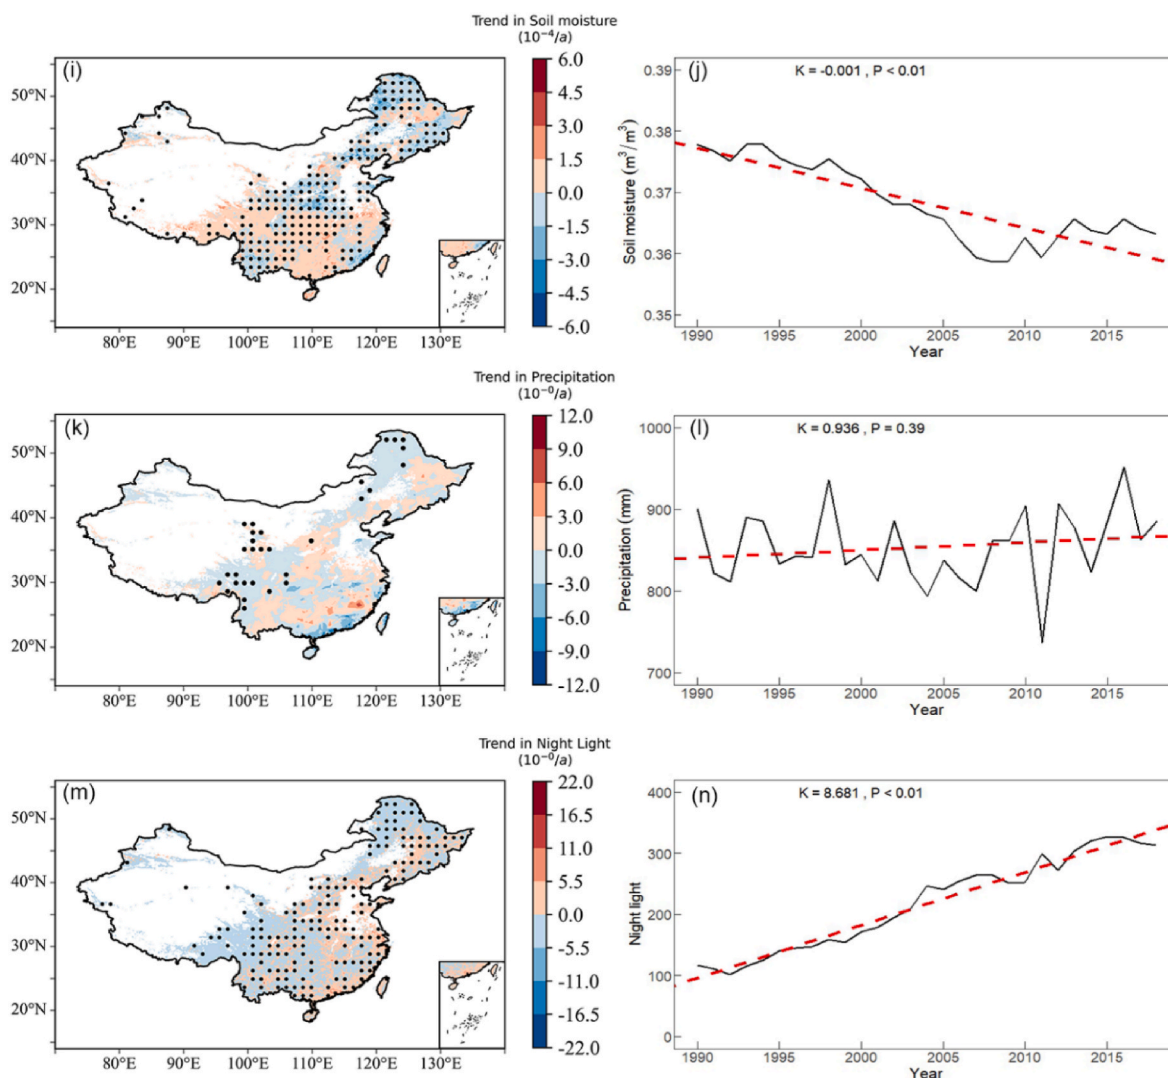 Trend in Soil moisture
(10⁻⁴/a)
(i)
50°N
40°N
30°N
20°N
80°E 90°E 100°E 110°E 120°E 130°E
6.0
4.5
3.0
1.5
0.0
-1.5
-3.0
-4.5
-6.0
(j)
K = -0.001 , P < 0.01
Soil moisture (m³/m³)
0.39
0.38
0.37
0.36
0.35
1990 1995 2000 2005 2010 2015
Year
Trend in Precipitation
(10⁻⁰/a)
(k)
50°N
40°N
30°N
20°N
80°E 90°E 100°E 110°E 120°E 130°E
12.0
9.0
6.0
3.0
0.0
-3.0
-6.0
-9.0
-12.0
(l)
K = 0.936 , P = 0.39
Precipitation (mm)
1000
900
800
700
1990 1995 2000 2005 2010 2015
Year
Trend in Night Light
(10⁻⁰/a)
(m)
50°N
40°N
30°N
20°N
80°E 90°E 100°E 110°E 120°E 130°E
22.0
16.5
11.0
5.5
0.0
-5.5
-11.0
-16.5
-22.0
(n)
K = 8.681 , P < 0.01
Night light
400
300
200
100
0
1990 1995 2000 2005 2010 2015
Year